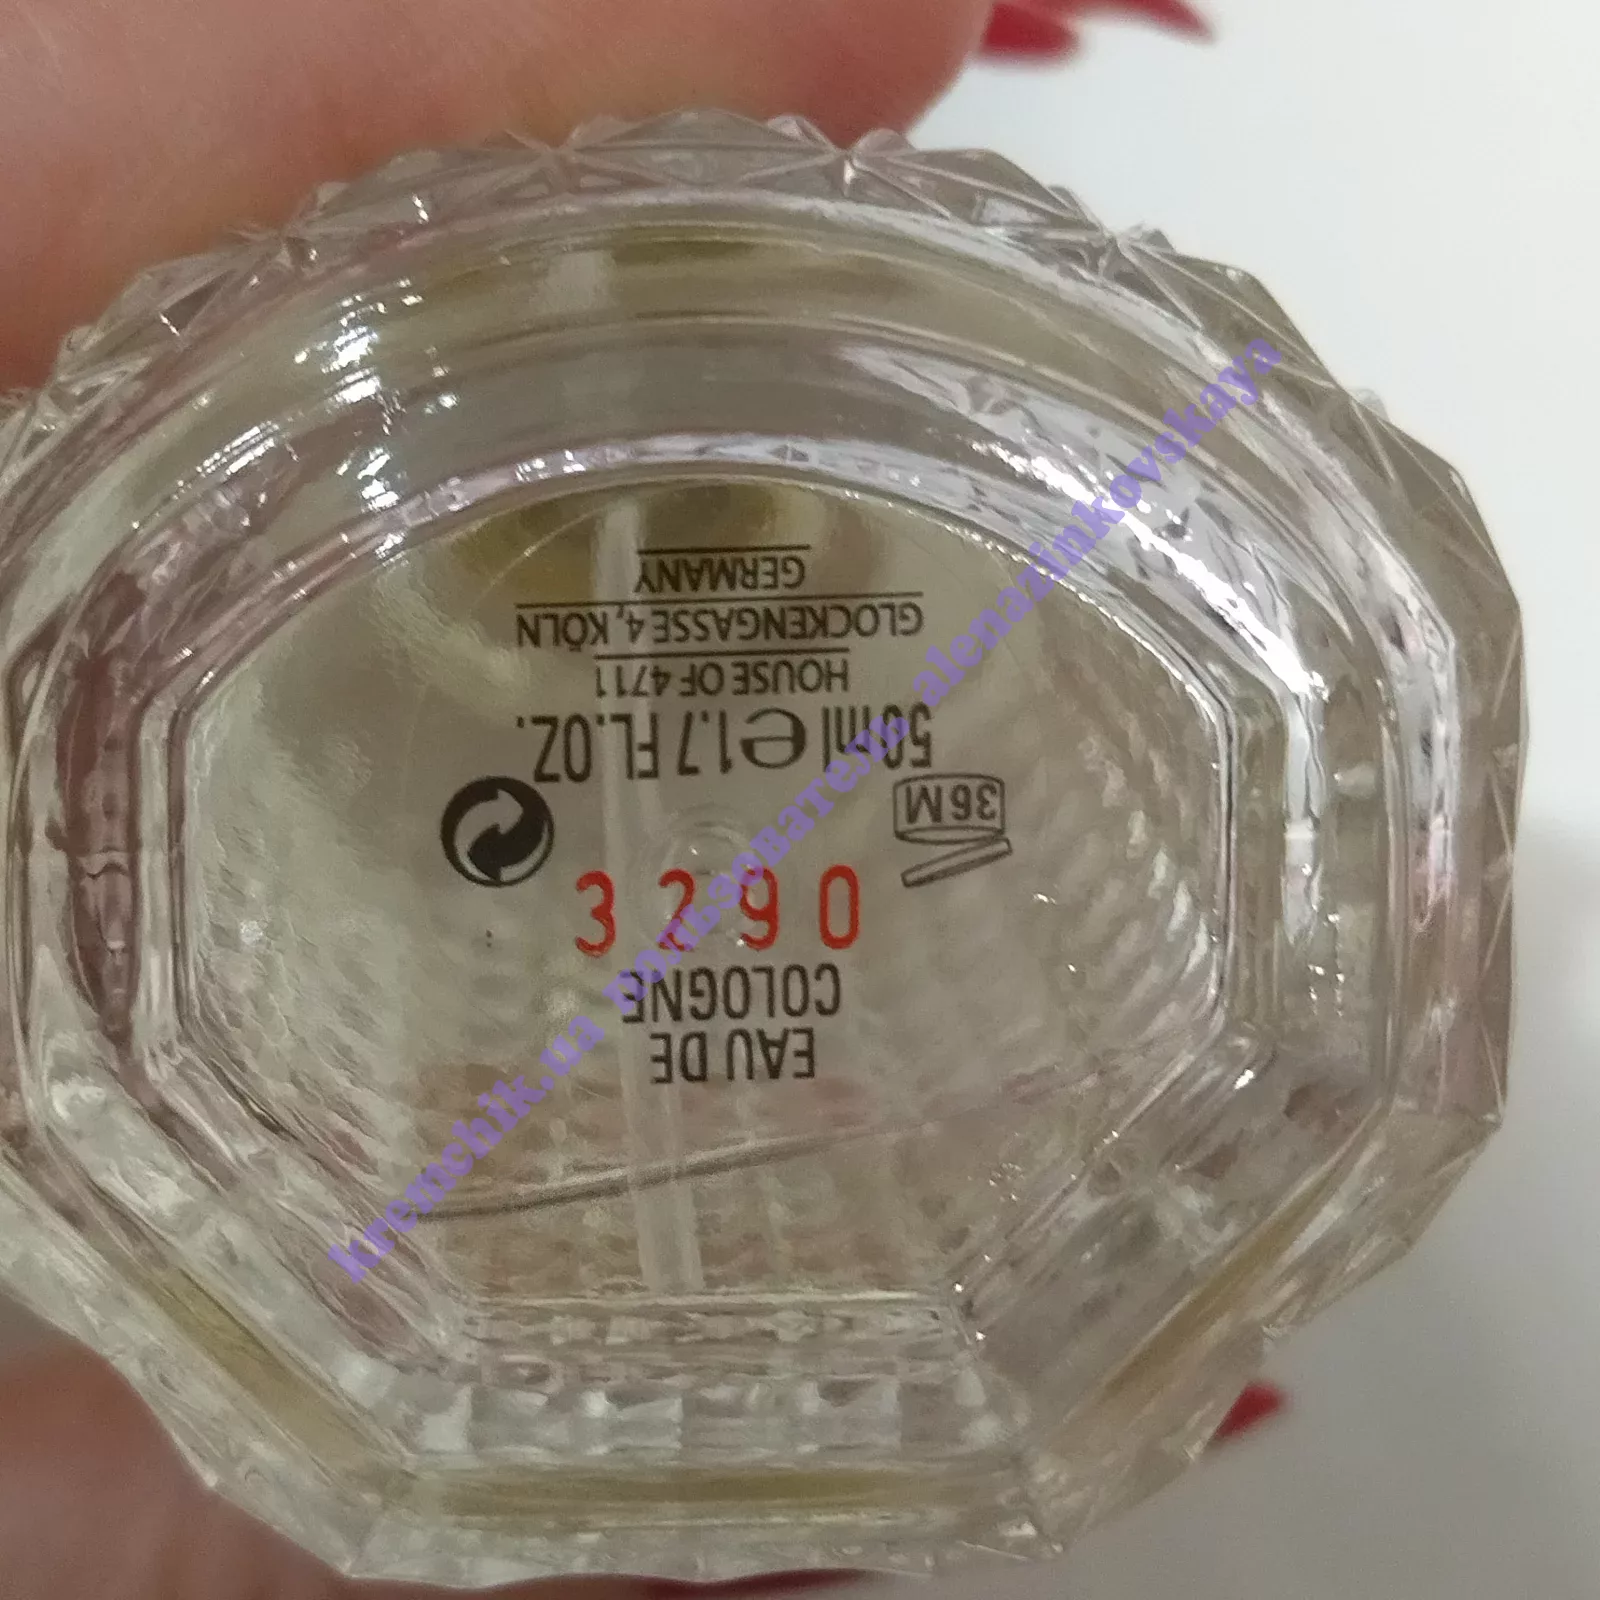 EAU DE
COLOGNE
3290
36M
50ml e 1.7 FL.OZ.
HOUSE OF 4711
GLOCKENGASSE 4, KÖLN
GERMANY
kremchik.ua пользователь alenazinkovskaya